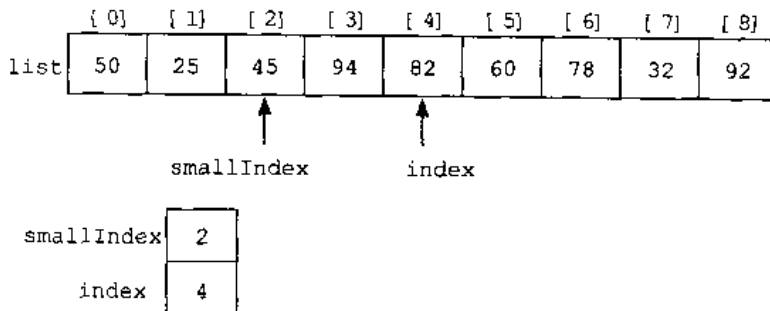 [ 0] [ 1] [ 2] [ 3] [ 4] [ 5] [ 6] [ 7] [ 8]
list 50 25 45 94 82 60 78 32 92
smallIndex index
smallIndex 2
index 4